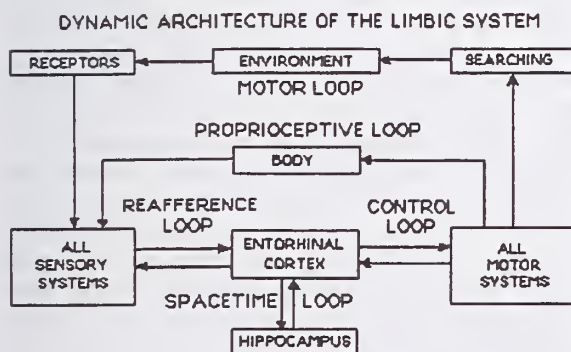 DYNAMIC ARCHITECTURE OF THE LIMBIC SYSTEM
RECEPTORS
ENVIRONMENT
SEARCHING
MOTOR LOOP
PROPRIOCEPTIVE LOOP
BODY
REAFFERENCE
LOOP
CONTROL
LOOP
ALL
SENSORY
SYSTEMS
ENTORHINAL
CORTEX
ALL
MOTOR
SYSTEMS
SPACETIME LOOP
HIPPOCAMPUS